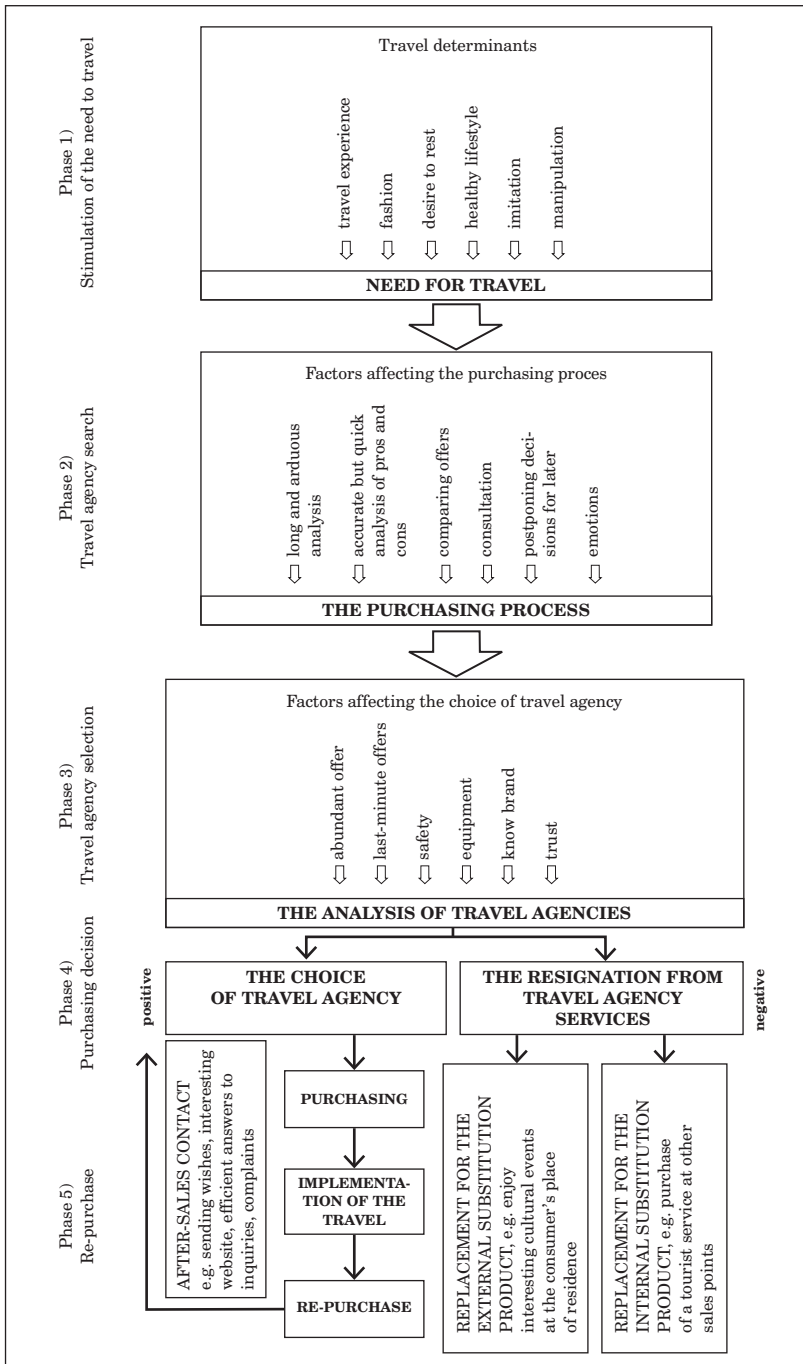 Phase 1)
Stimulation of the need to travel
Travel determinants
travel experience
fashion
desire to rest
healthy lifestyle
imitation
manipulation
NEED FOR TRAVEL
Phase 2)
Travel agency search
Factors affecting the purchasing proces
long and arduous
analysis
accurate but quick
analysis of pros and
cons
comparing offers
consultation
postponing deci-
sions for later
emotions
THE PURCHASING PROCESS
Phase 3)
Travel agency selection
Factors affecting the choice of travel agency
abundant offer
last-minute offers
safety
equipment
know brand
trust
THE ANALYSIS OF TRAVEL AGENCIES
Phase 4)
Purchasing decision
positive
THE CHOICE
OF TRAVEL AGENCY
THE RESIGNATION FROM
TRAVEL AGENCY
SERVICES
negative
Phase 5)
Re-purchase
AFTER-SALES CONTACT
e.g. sending wishes, interesting
website, efficient answers to
inquiries, complaints
PURCHASING
IMPLEMENTA-
TION OF THE
TRAVEL
RE-PURCHASE
REPLACEMENT FOR THE
EXTERNAL SUBSTITUTION
PRODUCT, e.g. enjoy
interesting cultural events
at the consumer's place
of residence
REPLACEMENT FOR THE
INTERNAL SUBSTITUTION
PRODUCT, e.g. purchase
of a tourist service at other
sales points